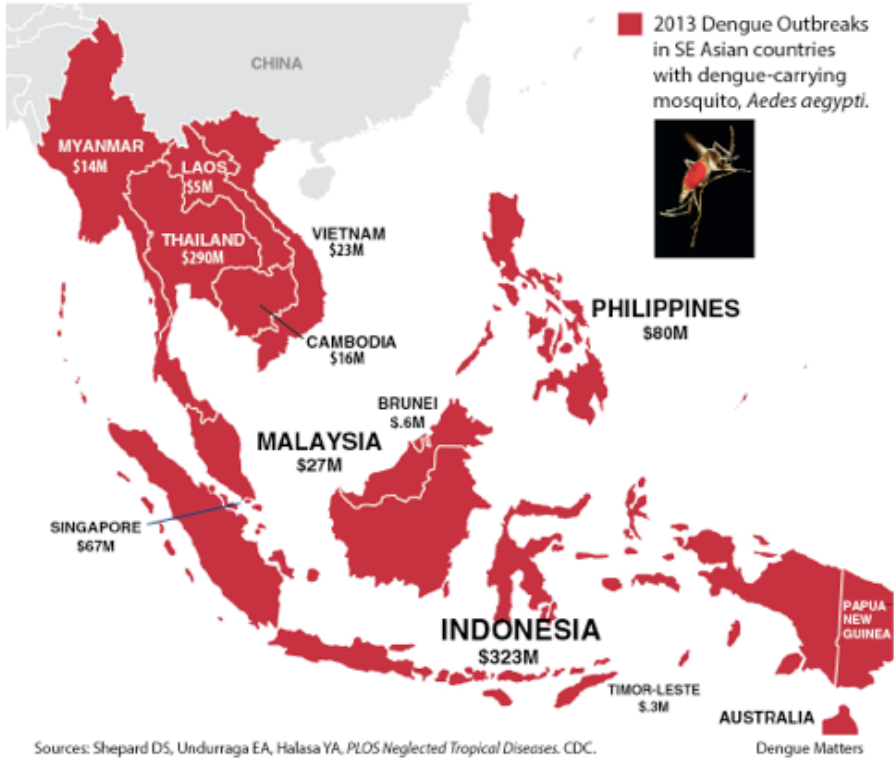 2013 Dengue Outbreaks
in SE Asian countries
with dengue-carrying
mosquito, Aedes aegypti.
CHINA
MYANMAR
$14M
LAOS
$5M
THAILAND
$290M
VIETNAM
$23M
CAMBODIA
$16M
PHILIPPINES
$80M
BRUNEI
$.6M
MALAYSIA
$27M
SINGAPORE
$67M
INDONESIA
$323M
PAPUA
NEW
GUINEA
TIMOR-LESTE
$.3M
AUSTRALIA
Sources: Shepard DS, Undurraga EA, Halasa YA, PLOS Neglected Tropical Diseases. CDC.
Dengue Matters